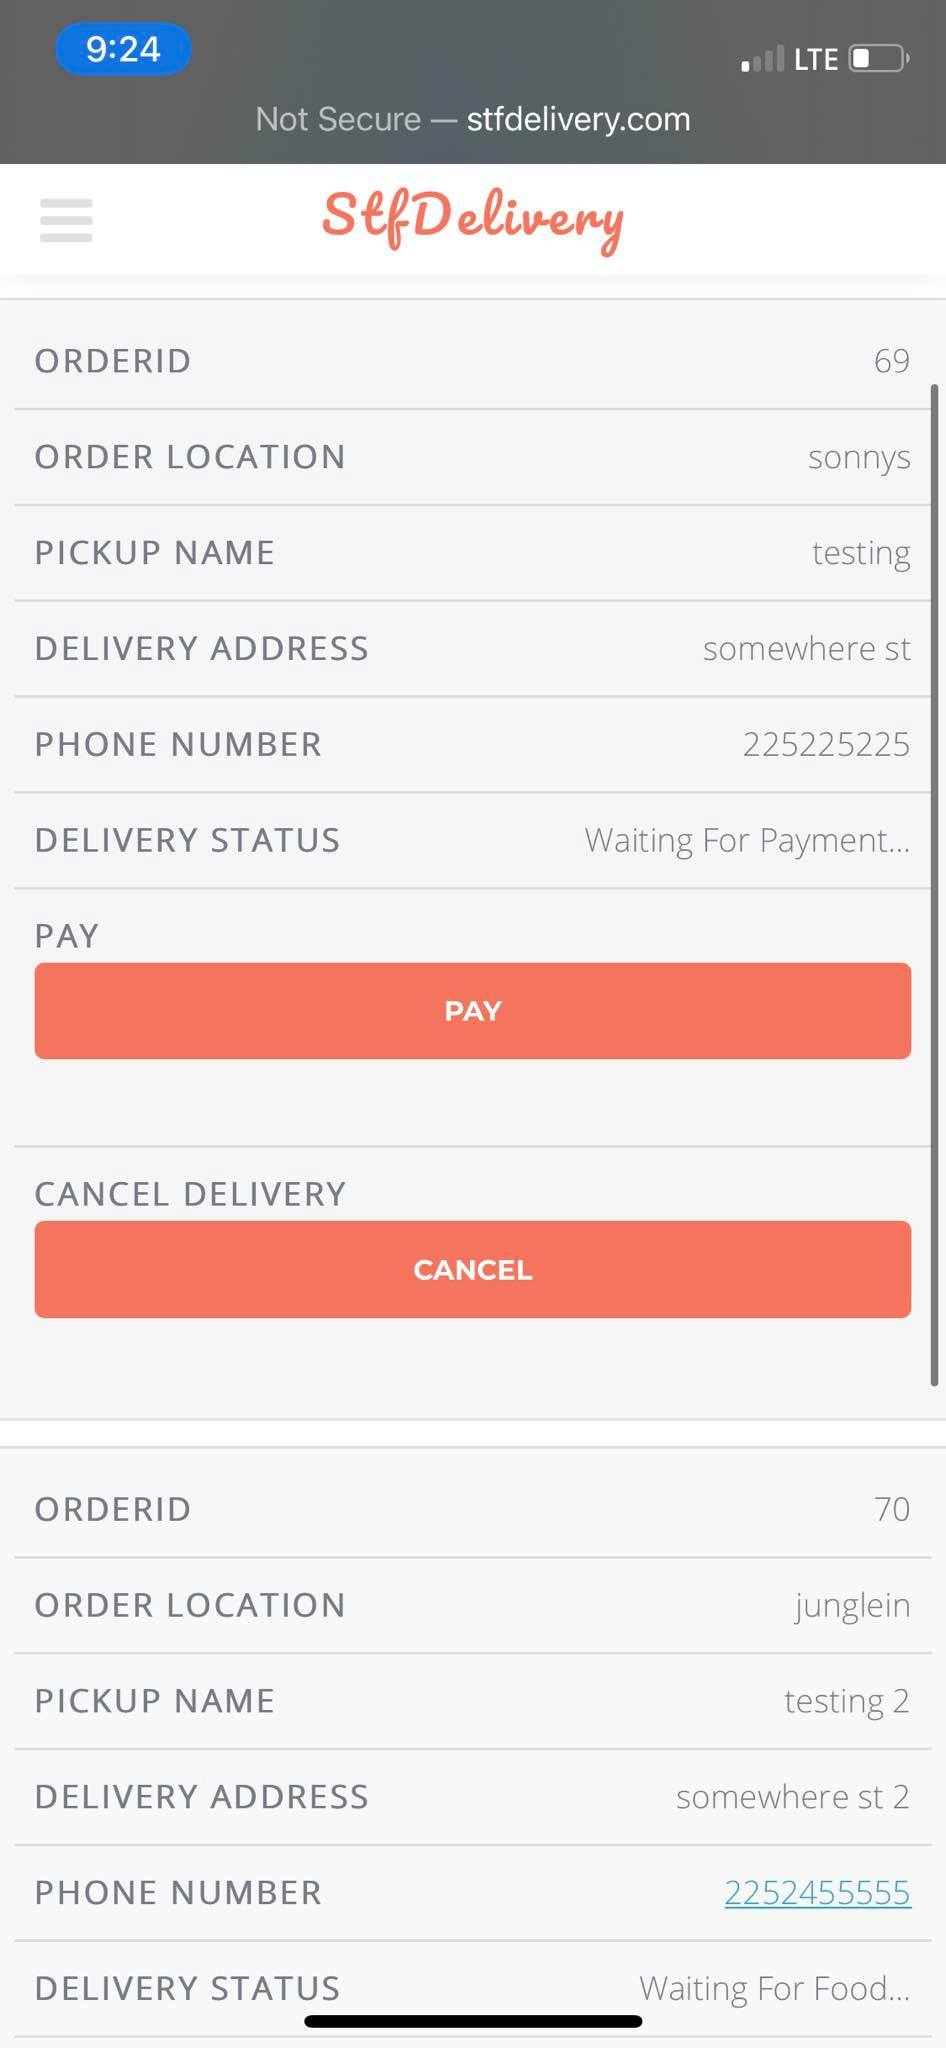 9:24
LTE
Not Secure — stfdelivery.com
StfDelivery
ORDERID 69
ORDER LOCATION sonnys
PICKUP NAME testing
DELIVERY ADDRESS somewhere st
PHONE NUMBER 225225225
DELIVERY STATUS Waiting For Payment...
PAY
PAY
CANCEL DELIVERY
CANCEL
ORDERID 70
ORDER LOCATION junglein
PICKUP NAME testing 2
DELIVERY ADDRESS somewhere st 2
PHONE NUMBER 2252455555
DELIVERY STATUS Waiting For Food...